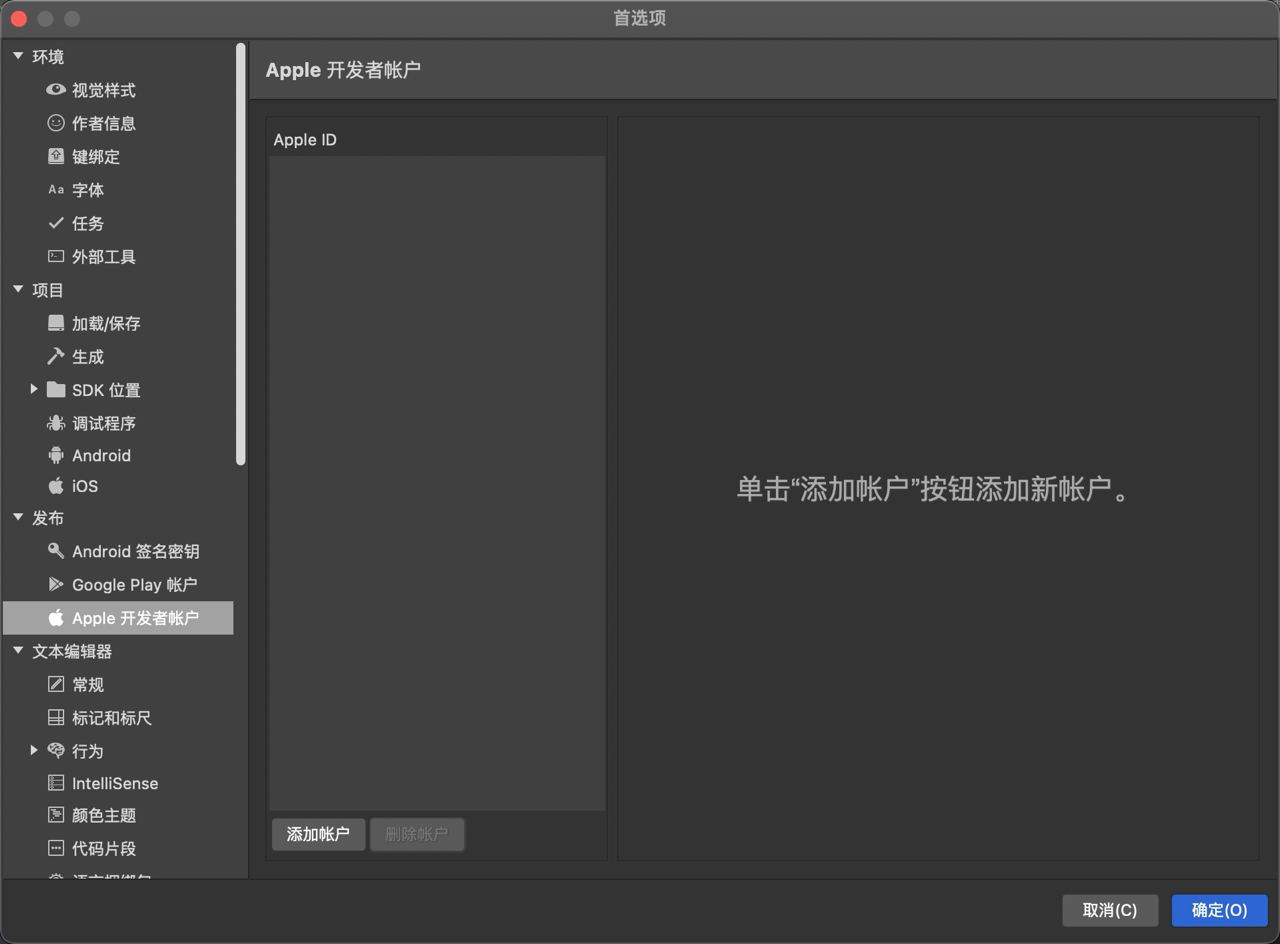 首选项
环境
视觉样式
作者信息
键绑定
Aa 字体
任务
外部工具
项目
加载/保存
生成
SDK 位置
调试程序
Android
iOS
发布
Android 签名密钥
Google Play 帐户
Apple 开发者帐户
文本编辑器
常规
标记和标尺
行为
IntelliSense
颜色主题
代码片段
Apple 开发者帐户
Apple ID
单击“添加帐户”按钮添加新帐户。
添加帐户
删除帐户
取消(C)
确定(O)